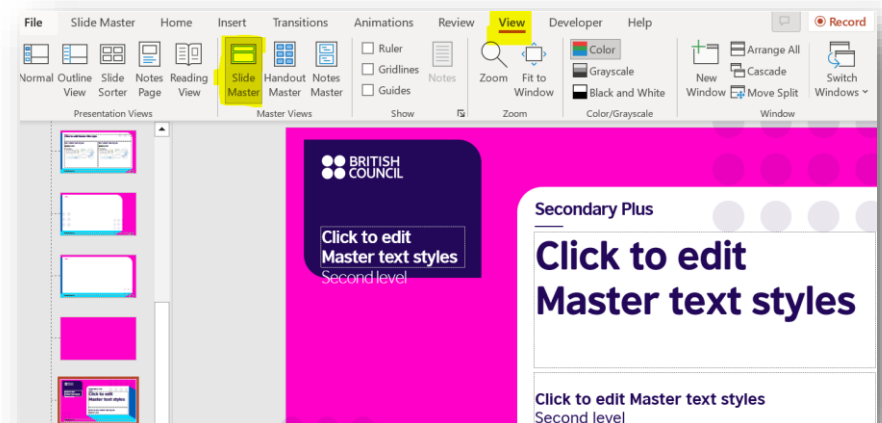 File Slide Master Home Insert Transitions Animations Review View Developer Help Record
Normal Outline View Slide Sorter Notes Page Reading View
Presentation Views
Slide Master Handout Master Notes Master
Master Views
Ruler
Gridlines
Guides
Notes
Show
Zoom Fit to Window
Zoom
Color
Grayscale
Black and White
Color/Grayscale
New Window
Arrange All
Cascade
Move Split
Switch Windows
Window
BRITISH
COUNCIL
Click to edit
Master text styles
Second level
Secondary Plus
Click to edit
Master text styles
Click to edit Master text styles
Second level